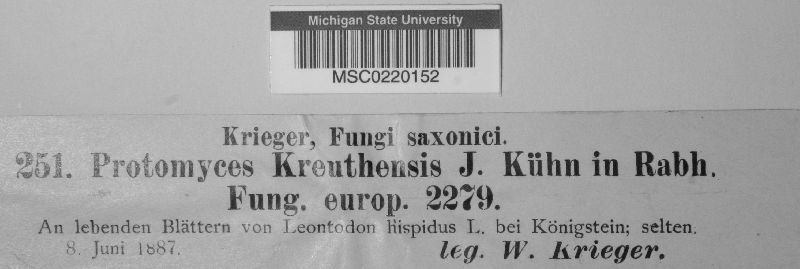 Michigan State University
MSC0220152
Krieger, Fungi saxonici.
251. Protomyces Kreuthensis J. Kühn in Rabh.
Fung. europ. 2279.
An lebenden Blättern von Leontodon hispidus L. bei Königstein; selten.
8. Juni 1887.
leg. W. Krieger.